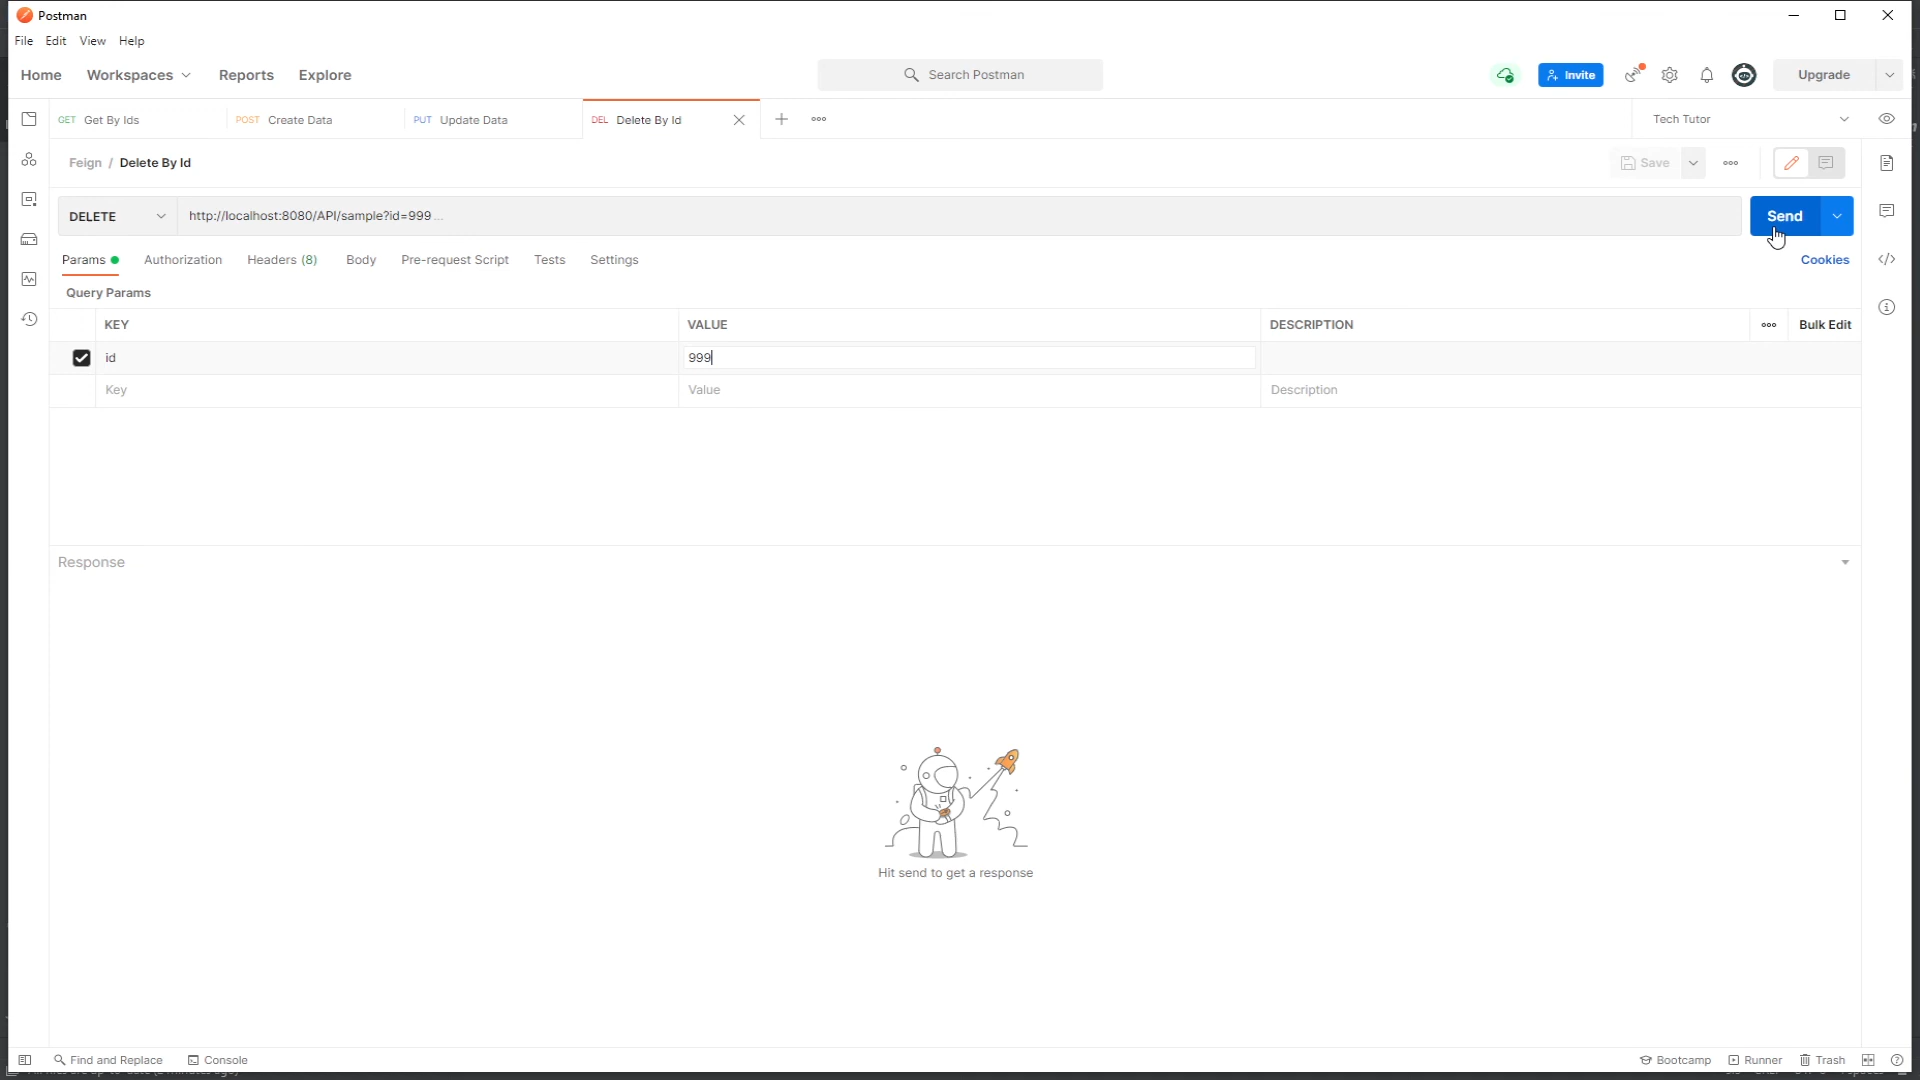 Postman
File Edit View Help
Home Workspaces Reports Explore Search Postman Invite Upgrade
GET Get By Ids POST Create Data PUT Update Data DEL Delete By Id Tech Tutor
Feign / Delete By Id Save
DELETE http://localhost:8080/API/sample?id=999 ... Send
Params Authorization Headers (8) Body Pre-request Script Tests Settings Cookies
Query Params
KEY VALUE DESCRIPTION Bulk Edit
id 999
Key Value Description
Response
Hit send to get a response
Find and Replace Console Bootcamp Runner Trash